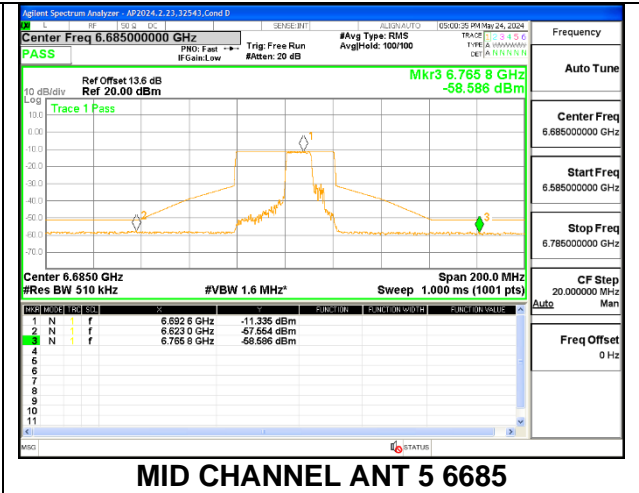 Agilent Spectrum Analyzer - AP2024.2.23,32543,Cond D
L RF 50 Ω DC SENSE:INT ALIGN AUTO 05:00:35 PM May 24, 2024
Center Freq 6.685000000 GHz
#Avg Type: RMS
TRACE 1 2 3 4 5 6
PASS
PNO: Fast
IFGain:Low
Trig: Free Run
#Atten: 20 dB
Avg|Hold: 100/100
TYPE A WWWWW
DET A N N N N N
Frequency
Auto Tune
Ref Offset 13.6 dB
Ref 20.00 dBm
10 dB/div
Log
Mkr3 6.765 8 GHz
-58.586 dBm
Trace 1 Pass
10.0
0.00
-10.0
-20.0
-30.0
-40.0
-50.0
-60.0
-70.0
1
2
3
Center Freq
6.685000000 GHz
Start Freq
6.585000000 GHz
Stop Freq
6.785000000 GHz
Center 6.6850 GHz
Span 200.0 MHz
#Res BW 510 kHz
#VBW 1.6 MHz*
Sweep 1.000 ms (1001 pts)
CF Step
20.000000 MHz
Auto Man
Freq Offset
0 Hz
MKR MODE TRC SCL X Y FUNCTION FUNCTION WIDTH FUNCTION VALUE
1 N 1 f 6.692 6 GHz -11.335 dBm
2 N 1 f 6.623 0 GHz -57.554 dBm
3 N 1 f 6.765 8 GHz -58.586 dBm
4
5
6
7
8
9
10
11
MSG STATUS
MID CHANNEL ANT 5 6685